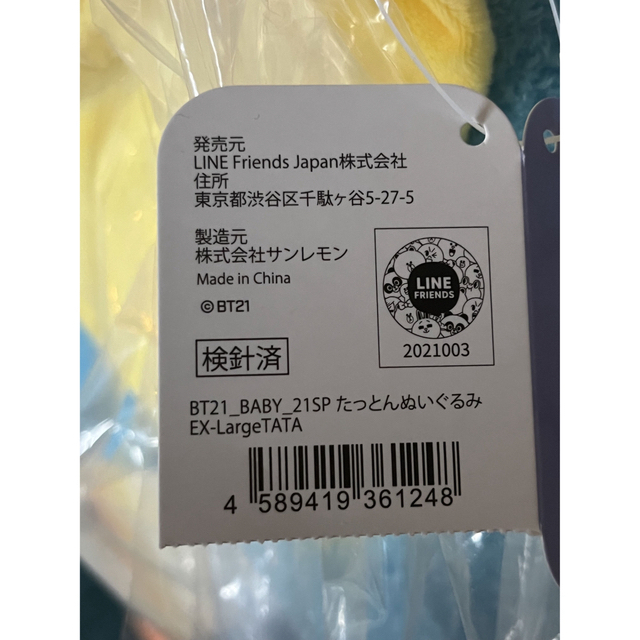 発売元
LINE Friends Japan株式会社
住所
東京都渋谷区千駄ヶ谷5-27-5
製造元
株式会社サンレモン
Made in China
©BT21
LINE
FRIENDS
2021003
検針済
BT21_BABY_21SP たっとんぬいぐるみ
EX-LargeTATA
4 589419 361248